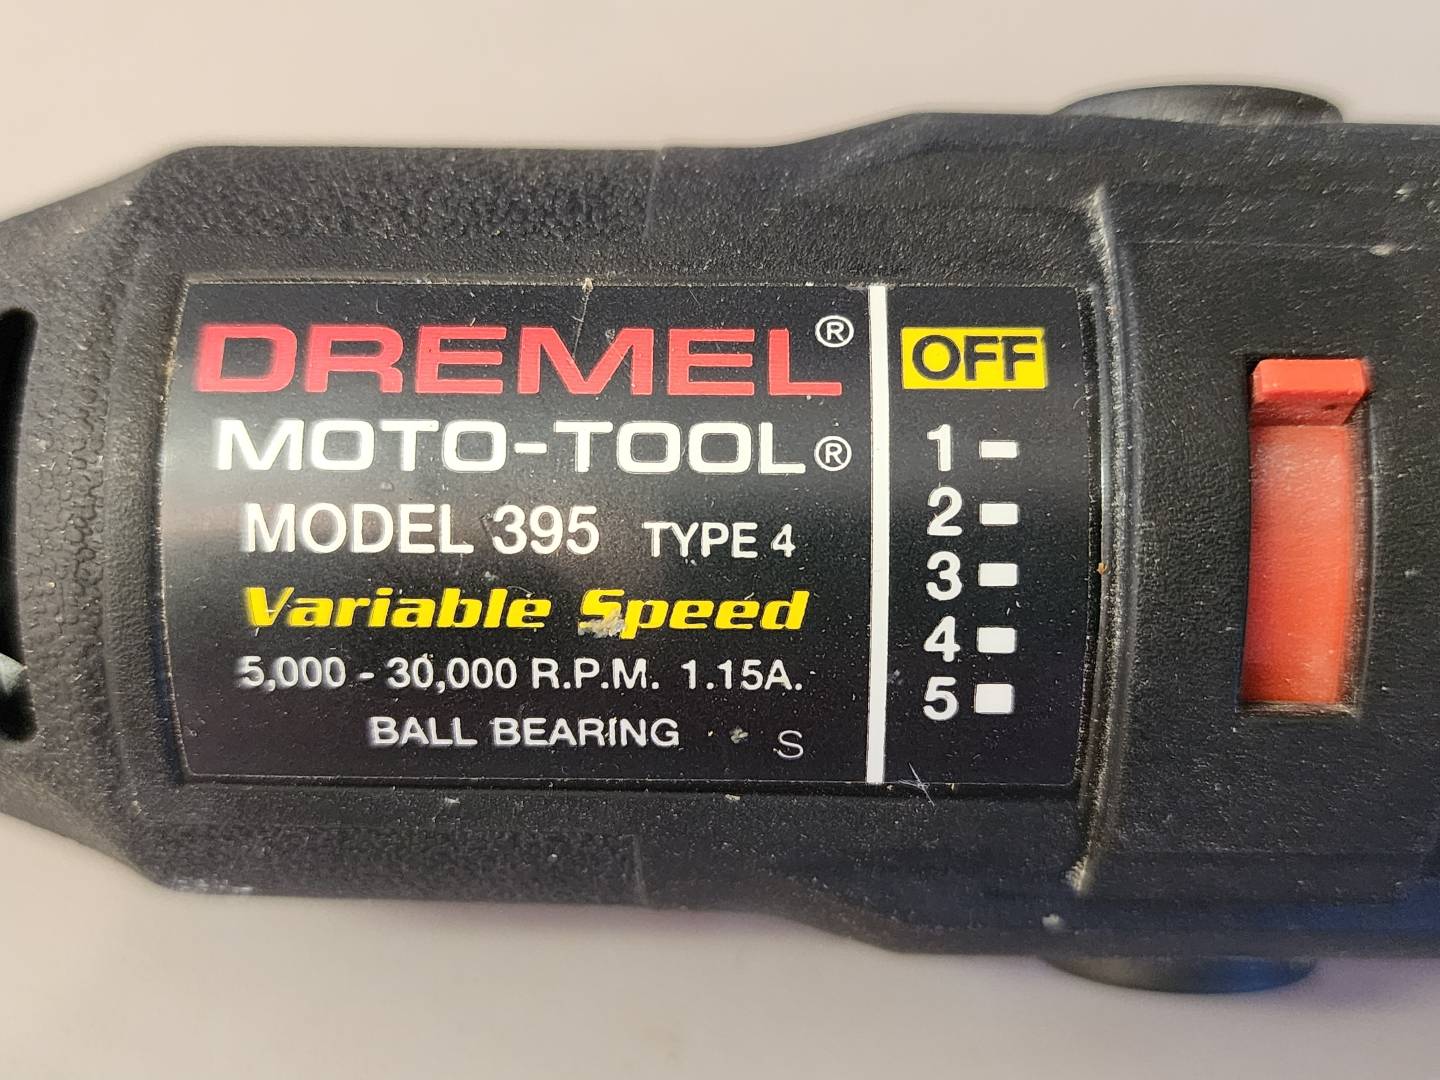 DREMEL®
MOTO-TOOL®
MODEL 395 TYPE 4
Variable Speed
5,000 - 30,000 R.P.M. 1.15A.
BALL BEARING S
OFF
1
2
3
4
5